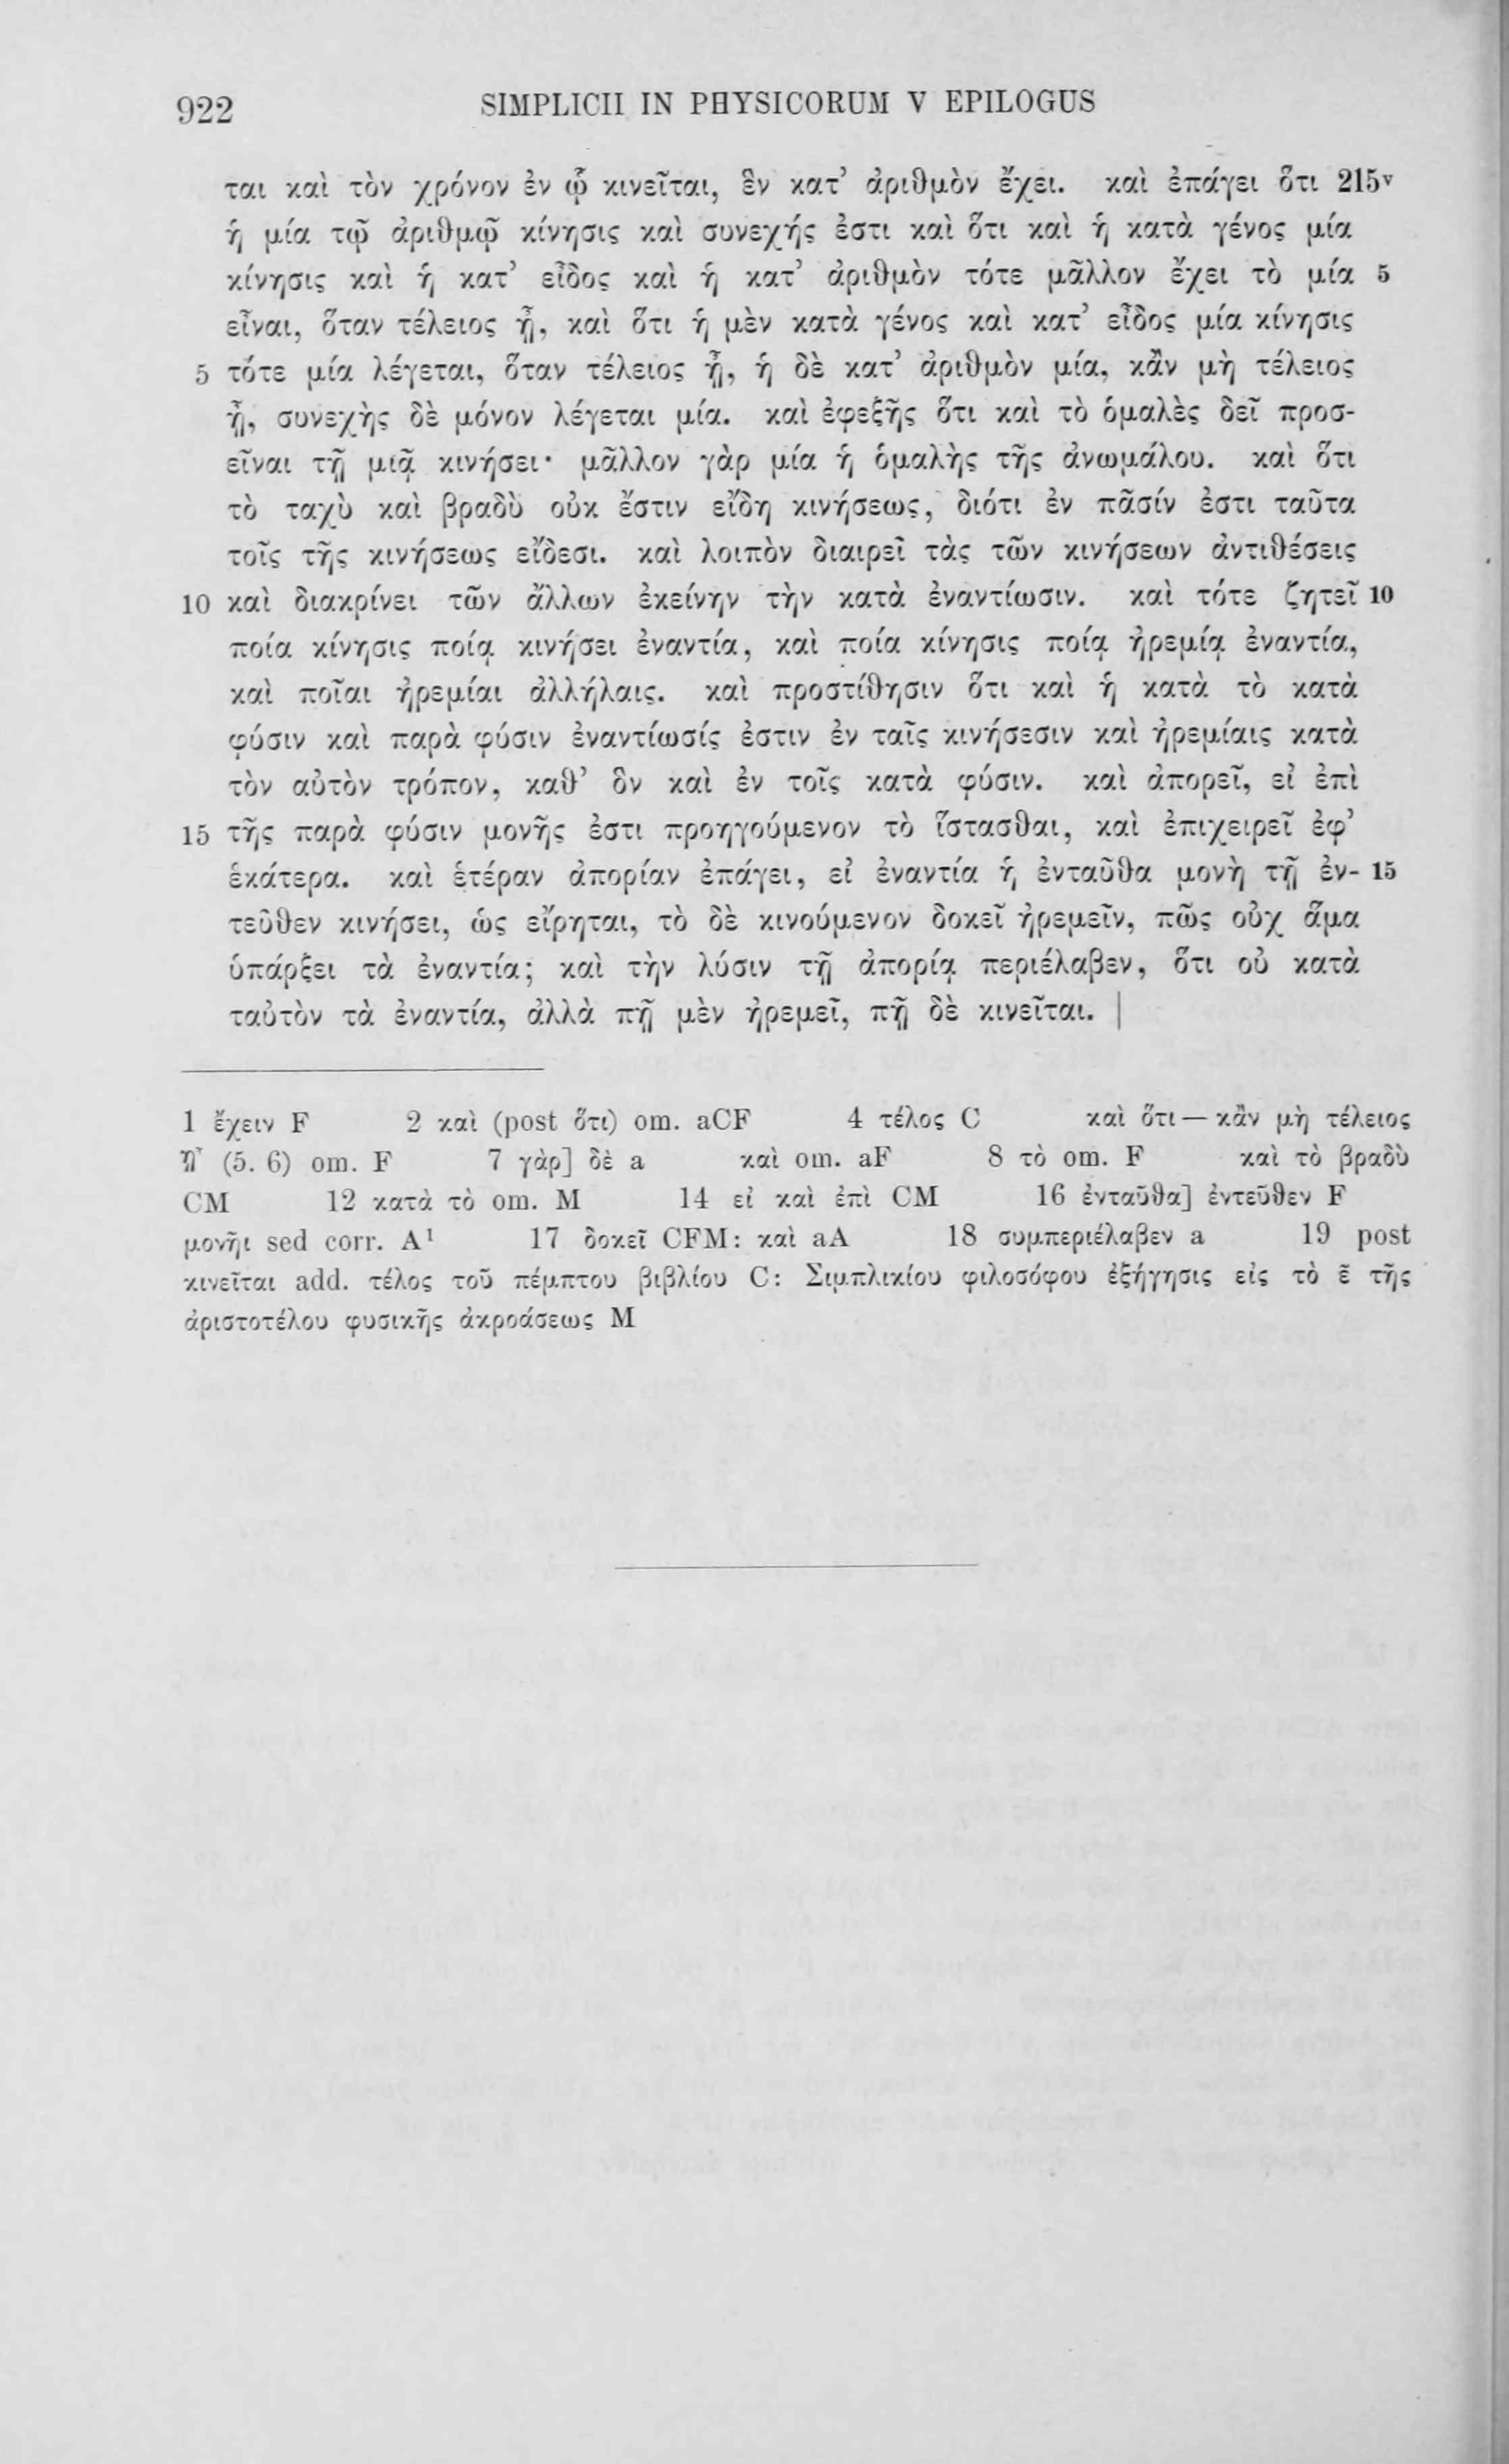 922 SIMPLICII IN PHYSICORUM V EPILOGUS
ται καὶ τὸν χρόνον ἐν ᾧ κινεῖται, ἓν κατ’ ἀριθμὸν ἔχει. καὶ ἐπάγει ὅτι 215v
ἡ μία τῷ ἀριθμῷ κίνησις καὶ συνεχής ἐστι καὶ ὅτι καὶ ἡ κατὰ γένος μία
κίνησις καὶ ἡ κατ’ εἶδος καὶ ἡ κατ’ ἀριθμὸν τότε μᾶλλον ἔχει τὸ μία 5
εἶναι, ὅταν τέλειος ᾖ, καὶ ὅτι ἡ μὲν κατὰ γένος καὶ κατ’ εἶδος μία κίνησις
5 τότε μία λέγεται, ὅταν τέλειος ᾖ, ἡ δὲ κατ’ ἀριθμὸν μία, κἂν μὴ τέλειος
ᾖ, συνεχὴς δὲ μόνον λέγεται μία. καὶ ἐφεξῆς ὅτι καὶ τὸ ὁμαλὲς δεῖ προσ-
εῖναι τῇ μιᾷ κινήσει· μᾶλλον γὰρ μία ἡ ὁμαλὴς τῆς ἀνωμάλου. καὶ ὅτι
τὸ ταχὺ καὶ βραδὺ οὐκ ἔστιν εἴδη κινήσεως, διότι ἐν πᾶσίν ἐστι ταῦτα
τοῖς τῆς κινήσεως εἴδεσι. καὶ λοιπὸν διαιρεῖ τὰς τῶν κινήσεων ἀντιθέσεις
10 καὶ διακρίνει τῶν ἄλλων ἐκείνην τὴν κατὰ ἐναντίωσιν. καὶ τότε ζητεῖ 10
ποία κίνησις ποίᾳ κινήσει ἐναντία, καὶ ποία κίνησις ποίᾳ ἠρεμίᾳ ἐναντία,
καὶ ποῖαι ἠρεμίαι ἀλλήλαις. καὶ προστίθησιν ὅτι καὶ ἡ κατὰ τὸ κατὰ
φύσιν καὶ παρὰ φύσιν ἐναντίωσίς ἐστιν ἐν ταῖς κινήσεσιν καὶ ἠρεμίαις κατὰ
τὸν αὐτὸν τρόπον, καθ’ ὃν καὶ ἐν τοῖς κατὰ φύσιν. καὶ ἀπορεῖ, εἰ ἐπὶ
15 τῆς παρὰ φύσιν μονῆς ἐστι προηγούμενον τὸ ἵστασθαι, καὶ ἐπιχειρεῖ ἐφ’
ἑκάτερα. καὶ ἑτέραν ἀπορίαν ἐπάγει, εἰ ἐναντία ἡ ἐνταῦθα μονὴ τῇ ἐν- 15
τεῦθεν κινήσει, ὡς εἴρηται, τὸ δὲ κινούμενον δοκεῖ ἠρεμεῖν, πῶς οὐχ ἅμα
ὑπάρξει τὰ ἐναντία; καὶ τὴν λύσιν τῇ ἀπορίᾳ περιέλαβεν, ὅτι οὐ κατὰ
ταὐτὸν τὰ ἐναντία, ἀλλὰ πῇ μὲν ἠρεμεῖ, πῇ δὲ κινεῖται. |
1 ἔχειν F 2 καὶ (post ὅτι) om. aCF 4 τέλος C καὶ ὅτι — κἂν μὴ τέλειος
ᾖ (5. 6) om. F 7 γὰρ] δὲ a καὶ om. aF 8 τὸ om. F καὶ τὸ βραδὺ
CM 12 κατὰ τὸ om. M 14 εἰ καὶ ἐπὶ CM 16 ἐνταῦθα] ἐντεῦθεν F
μονῆι sed corr. A¹ 17 δοκεῖ CFM: καὶ aA 18 συμπεριέλαβεν a 19 post
κινεῖται add. τέλος τοῦ πέμπτου βιβλίου C: Σιμπλικίου φιλοσόφου ἐξήγησις εἰς τὸ ε̄ τῆς
ἀριστοτέλου φυσικῆς ἀκροάσεως M